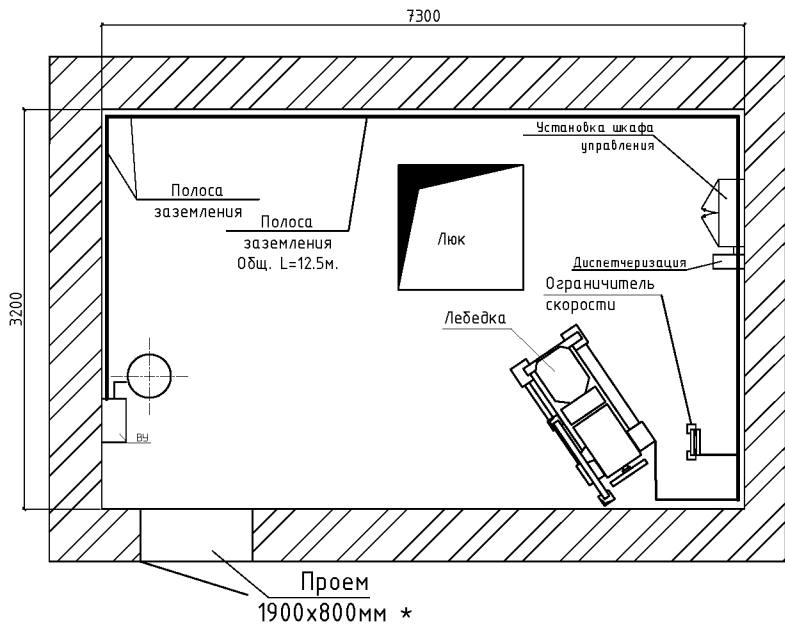 7300
Установка шкафа
управления
Полоса
заземления
Полоса
заземления
Общ. L=12.5м.
Люк
Диспетчеризация
Ограничитель
скорости
3200
Лебедка
ВУ
Проем
1900х800мм *